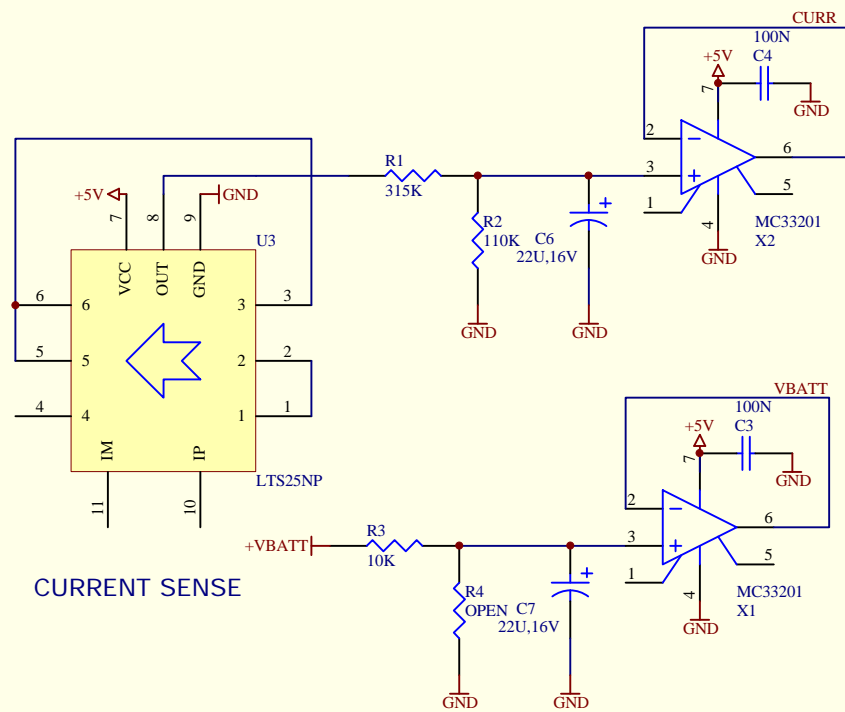 CURR
100N
C4
+5V
7
GND
2
3
6
1
5
4
MC33201
X2
GND
R1
315K
R2
110K
C6
22U,16V
+
GND
GND
+5V
GND
7
8
9
U3
VCC
OUT
GND
6
6
3
3
5
5
2
2
4
4
1
1
IM
IP
11
10
LTS25NP
CURRENT SENSE
VBATT
100N
C3
+5V
7
GND
2
3
6
1
5
4
MC33201
X1
GND
+VBATT
R3
10K
R4
OPEN
C7
22U,16V
+
GND
GND